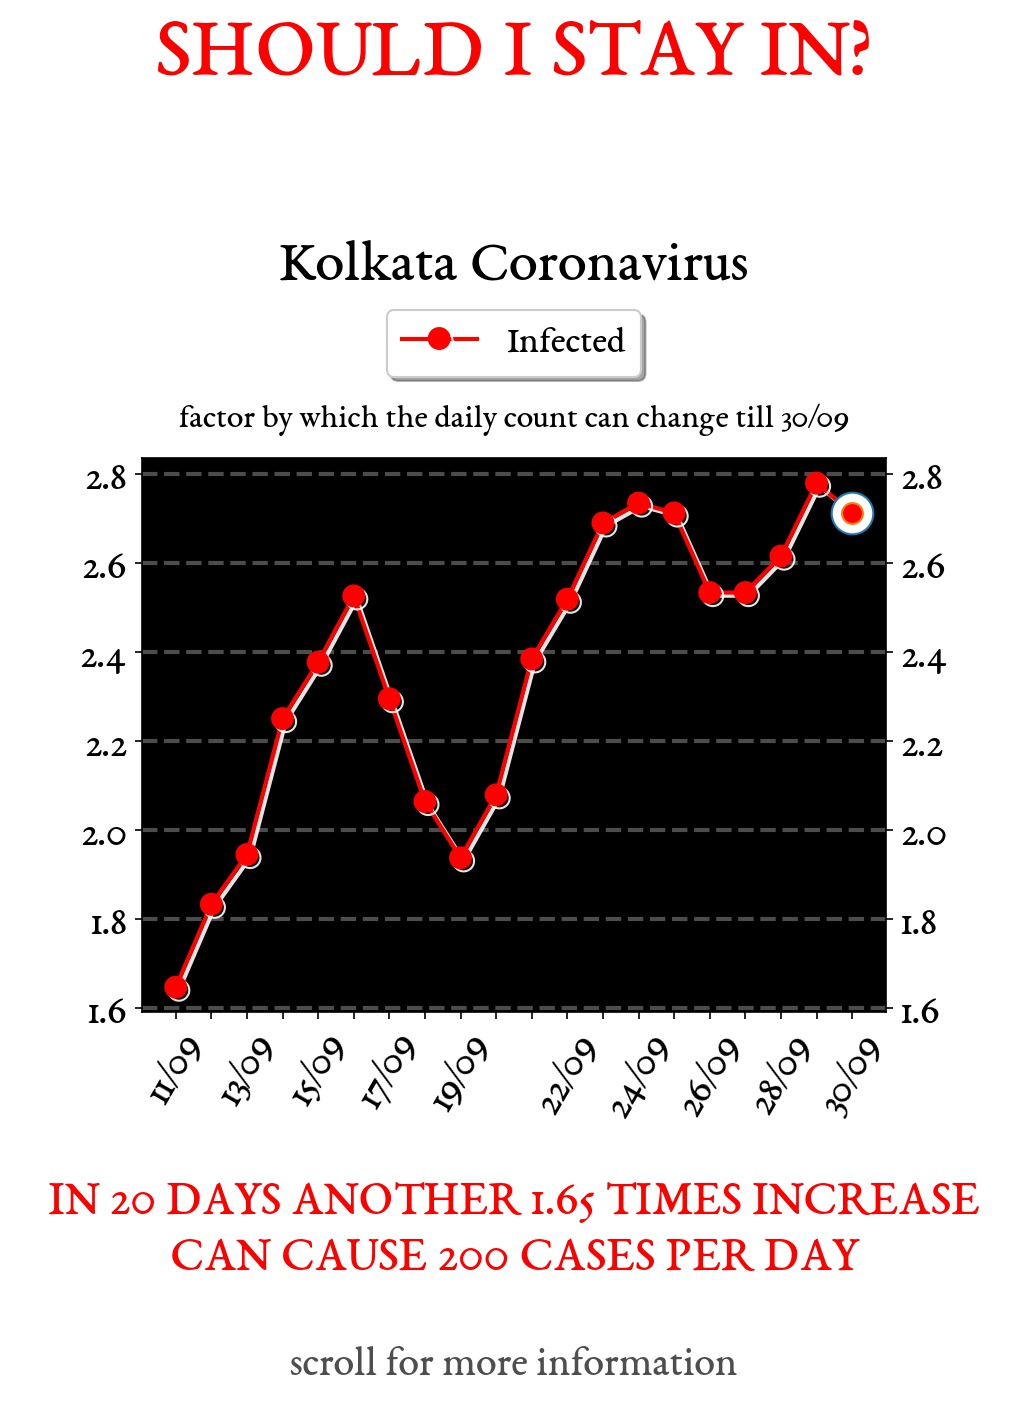 SHOULD I STAY IN?
Kolkata Coronavirus
Infected
factor by which the daily count can change till 30/09
2.8 2.8
2.6 2.6
2.4 2.4
2.2 2.2
2.0 2.0
1.8 1.8
1.6 1.6
11/09 13/09 15/09 17/09 19/09 22/09 24/09 26/09 28/09 30/09
IN 20 DAYS ANOTHER 1.65 TIMES INCREASE
CAN CAUSE 200 CASES PER DAY
scroll for more information